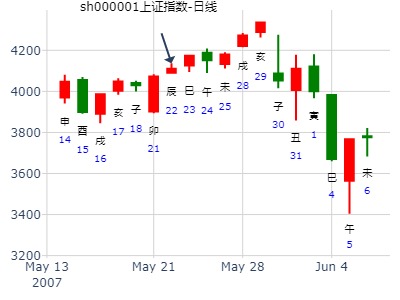 sh000001上证指数-日线
4200
4000
3800
3600
3400
3200
申
14
酉
15
戌
16
亥
17
子
18
卯
21
辰
22
巳
23
午
24
未
25
戌
28
亥
29
子
30
丑
31
寅
1
巳
4
午
5
未
6
May 13
2007
May 21
May 28
Jun 4